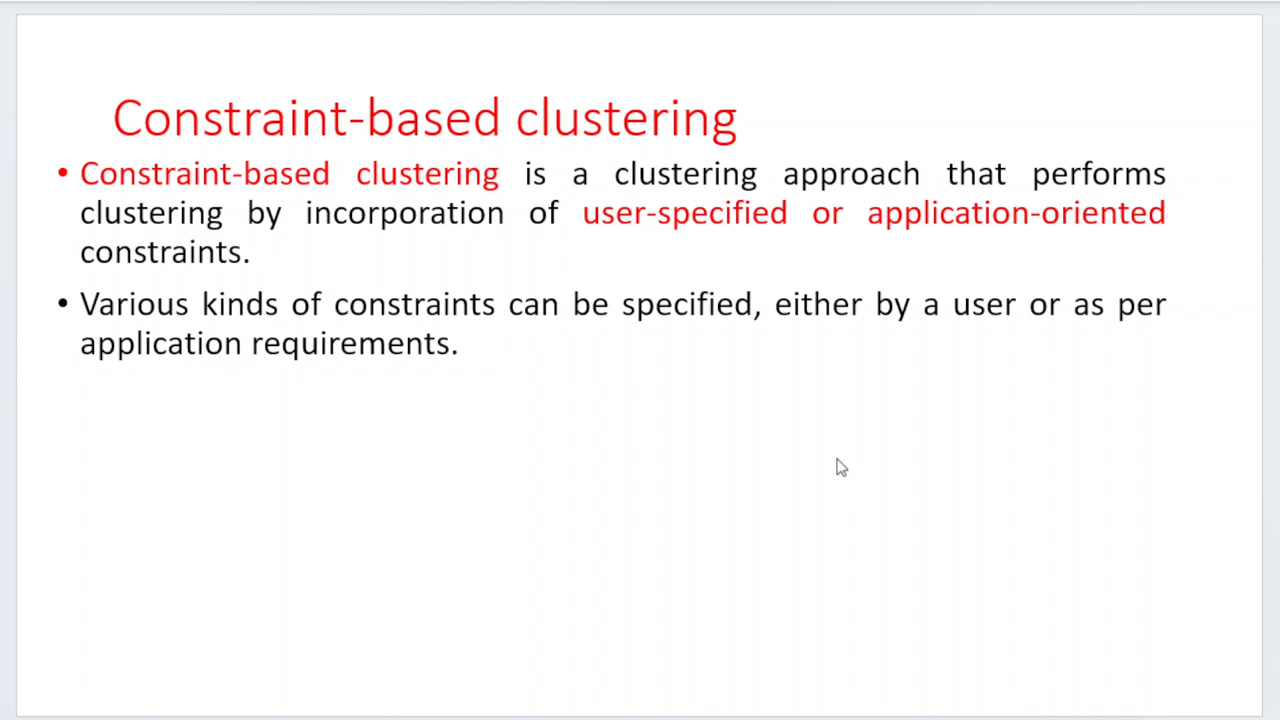 Constraint-based clustering
• Constraint-based clustering is a clustering approach that performs
clustering by incorporation of user-specified or application-oriented
constraints.
• Various kinds of constraints can be specified, either by a user or as per
application requirements.